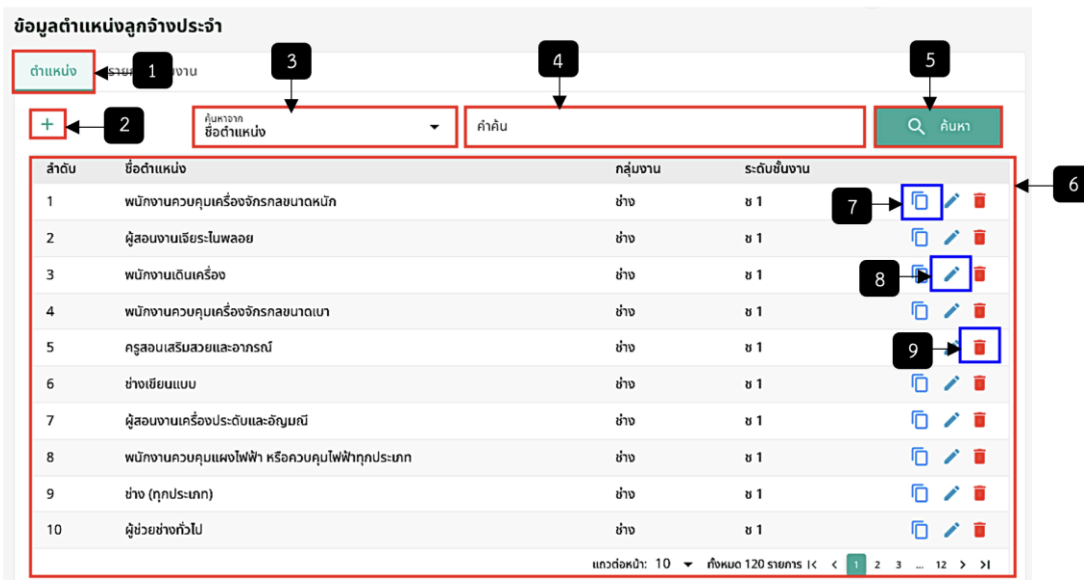 ข้อมูลตำแหน่งลูกจ้างประจำ
3 4 5
ตำแหน่ง 1 งาน
2 ค้นหาจาก
ชื่อตำแหน่ง คำค้น ค้นหา
ลำดับ ชื่อตำแหน่ง กลุ่มงาน ระดับชั้นงาน
6
1 พนักงานควบคุมเครื่องจักรกลขนาดหนัก ช่าง ช 1 7
2 ผู้สอนงานเจียระไนพลอย ช่าง ช 1
3 พนักงานเดินเครื่อง ช่าง ช 1 8
4 พนักงานควบคุมเครื่องจักรกลขนาดเบา ช่าง ช 1
5 ครูสอนเสริมสวยและอาภรณ์ ช่าง ช 1 9
6 ช่างเขียนแบบ ช่าง ช 1
7 ผู้สอนงานเครื่องประดับและอัญมณี ช่าง ช 1
8 พนักงานควบคุมแผงไฟฟ้า หรือควบคุมไฟฟ้าทุกประเภท ช่าง ช 1
9 ช่าง (ทุกประเภท) ช่าง ช 1
10 ผู้ช่วยช่างทั่วไป ช่าง ช 1
แถวต่อหน้า: 10 ทั้งหมด 120 รายการ |< < 1 2 3 ... 12 > >|